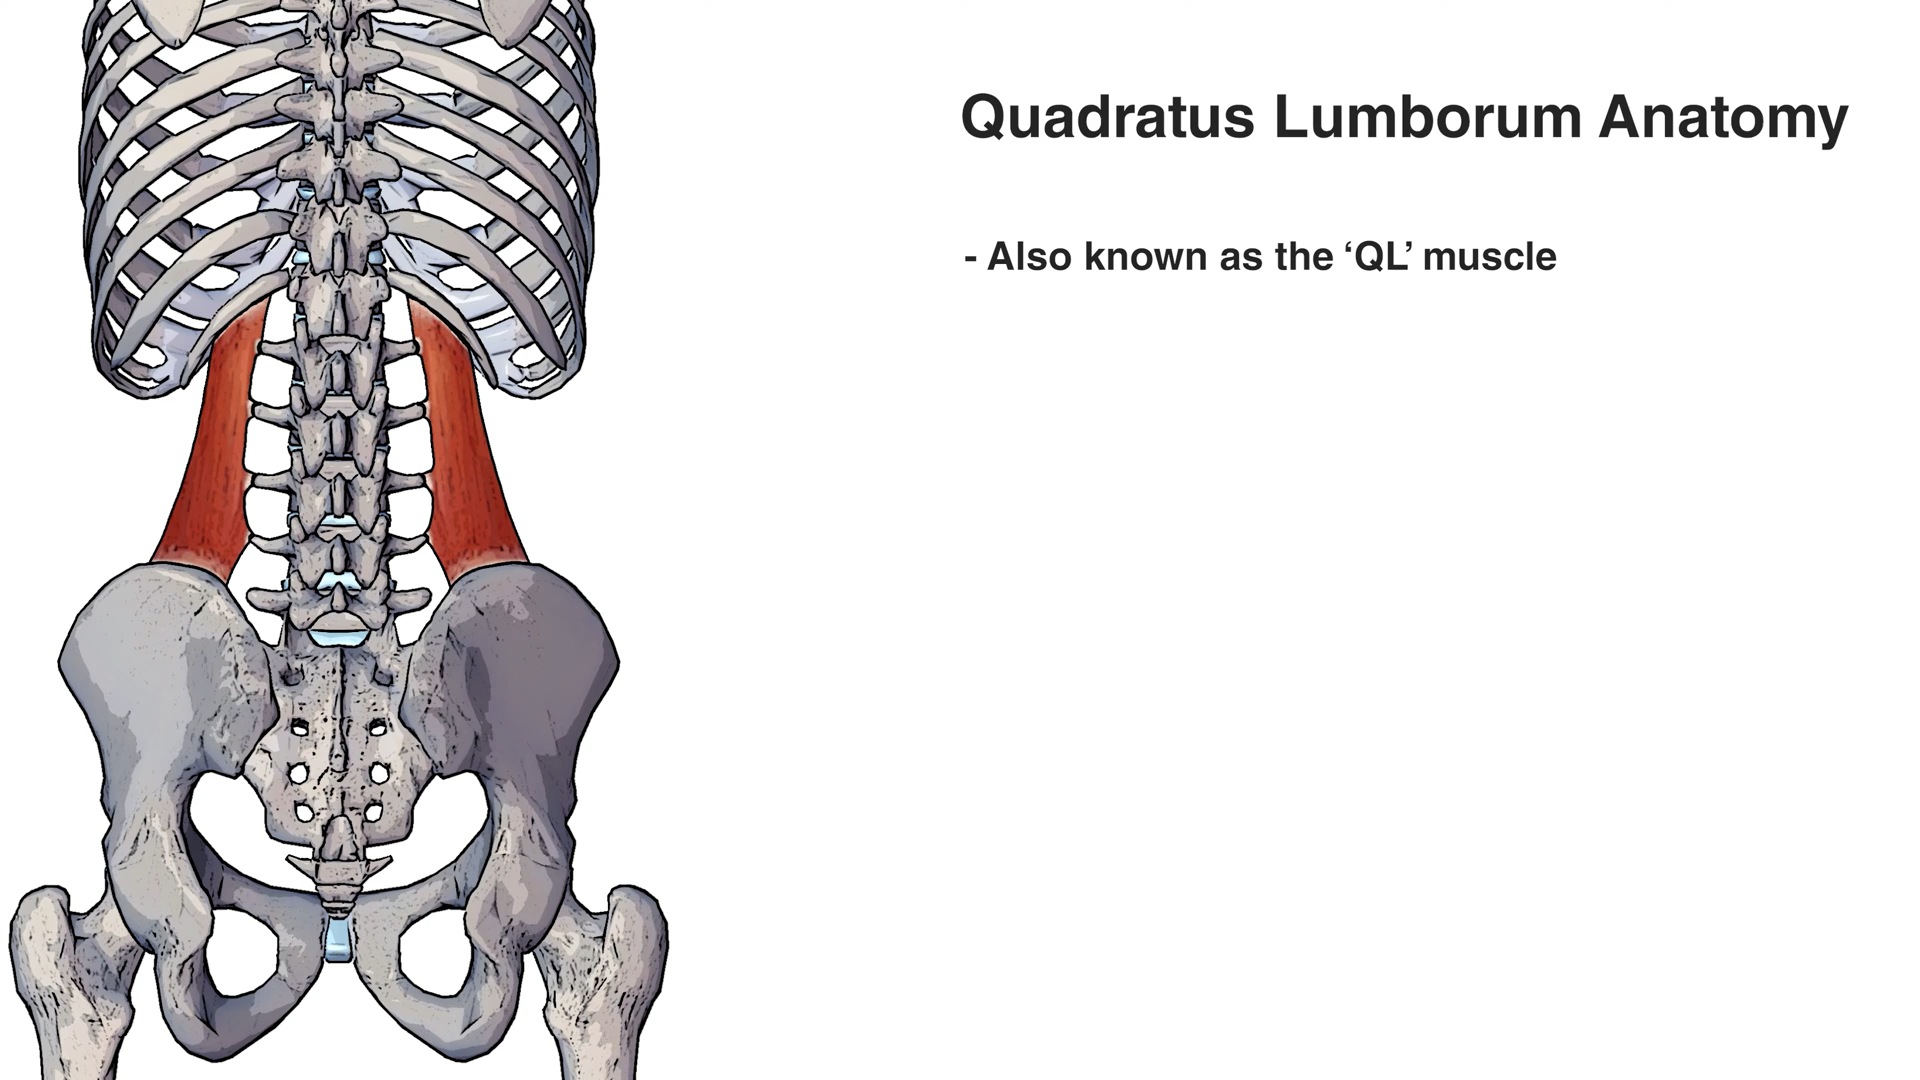 Quadratus Lumborum Anatomy
- Also known as the ‘QL’ muscle